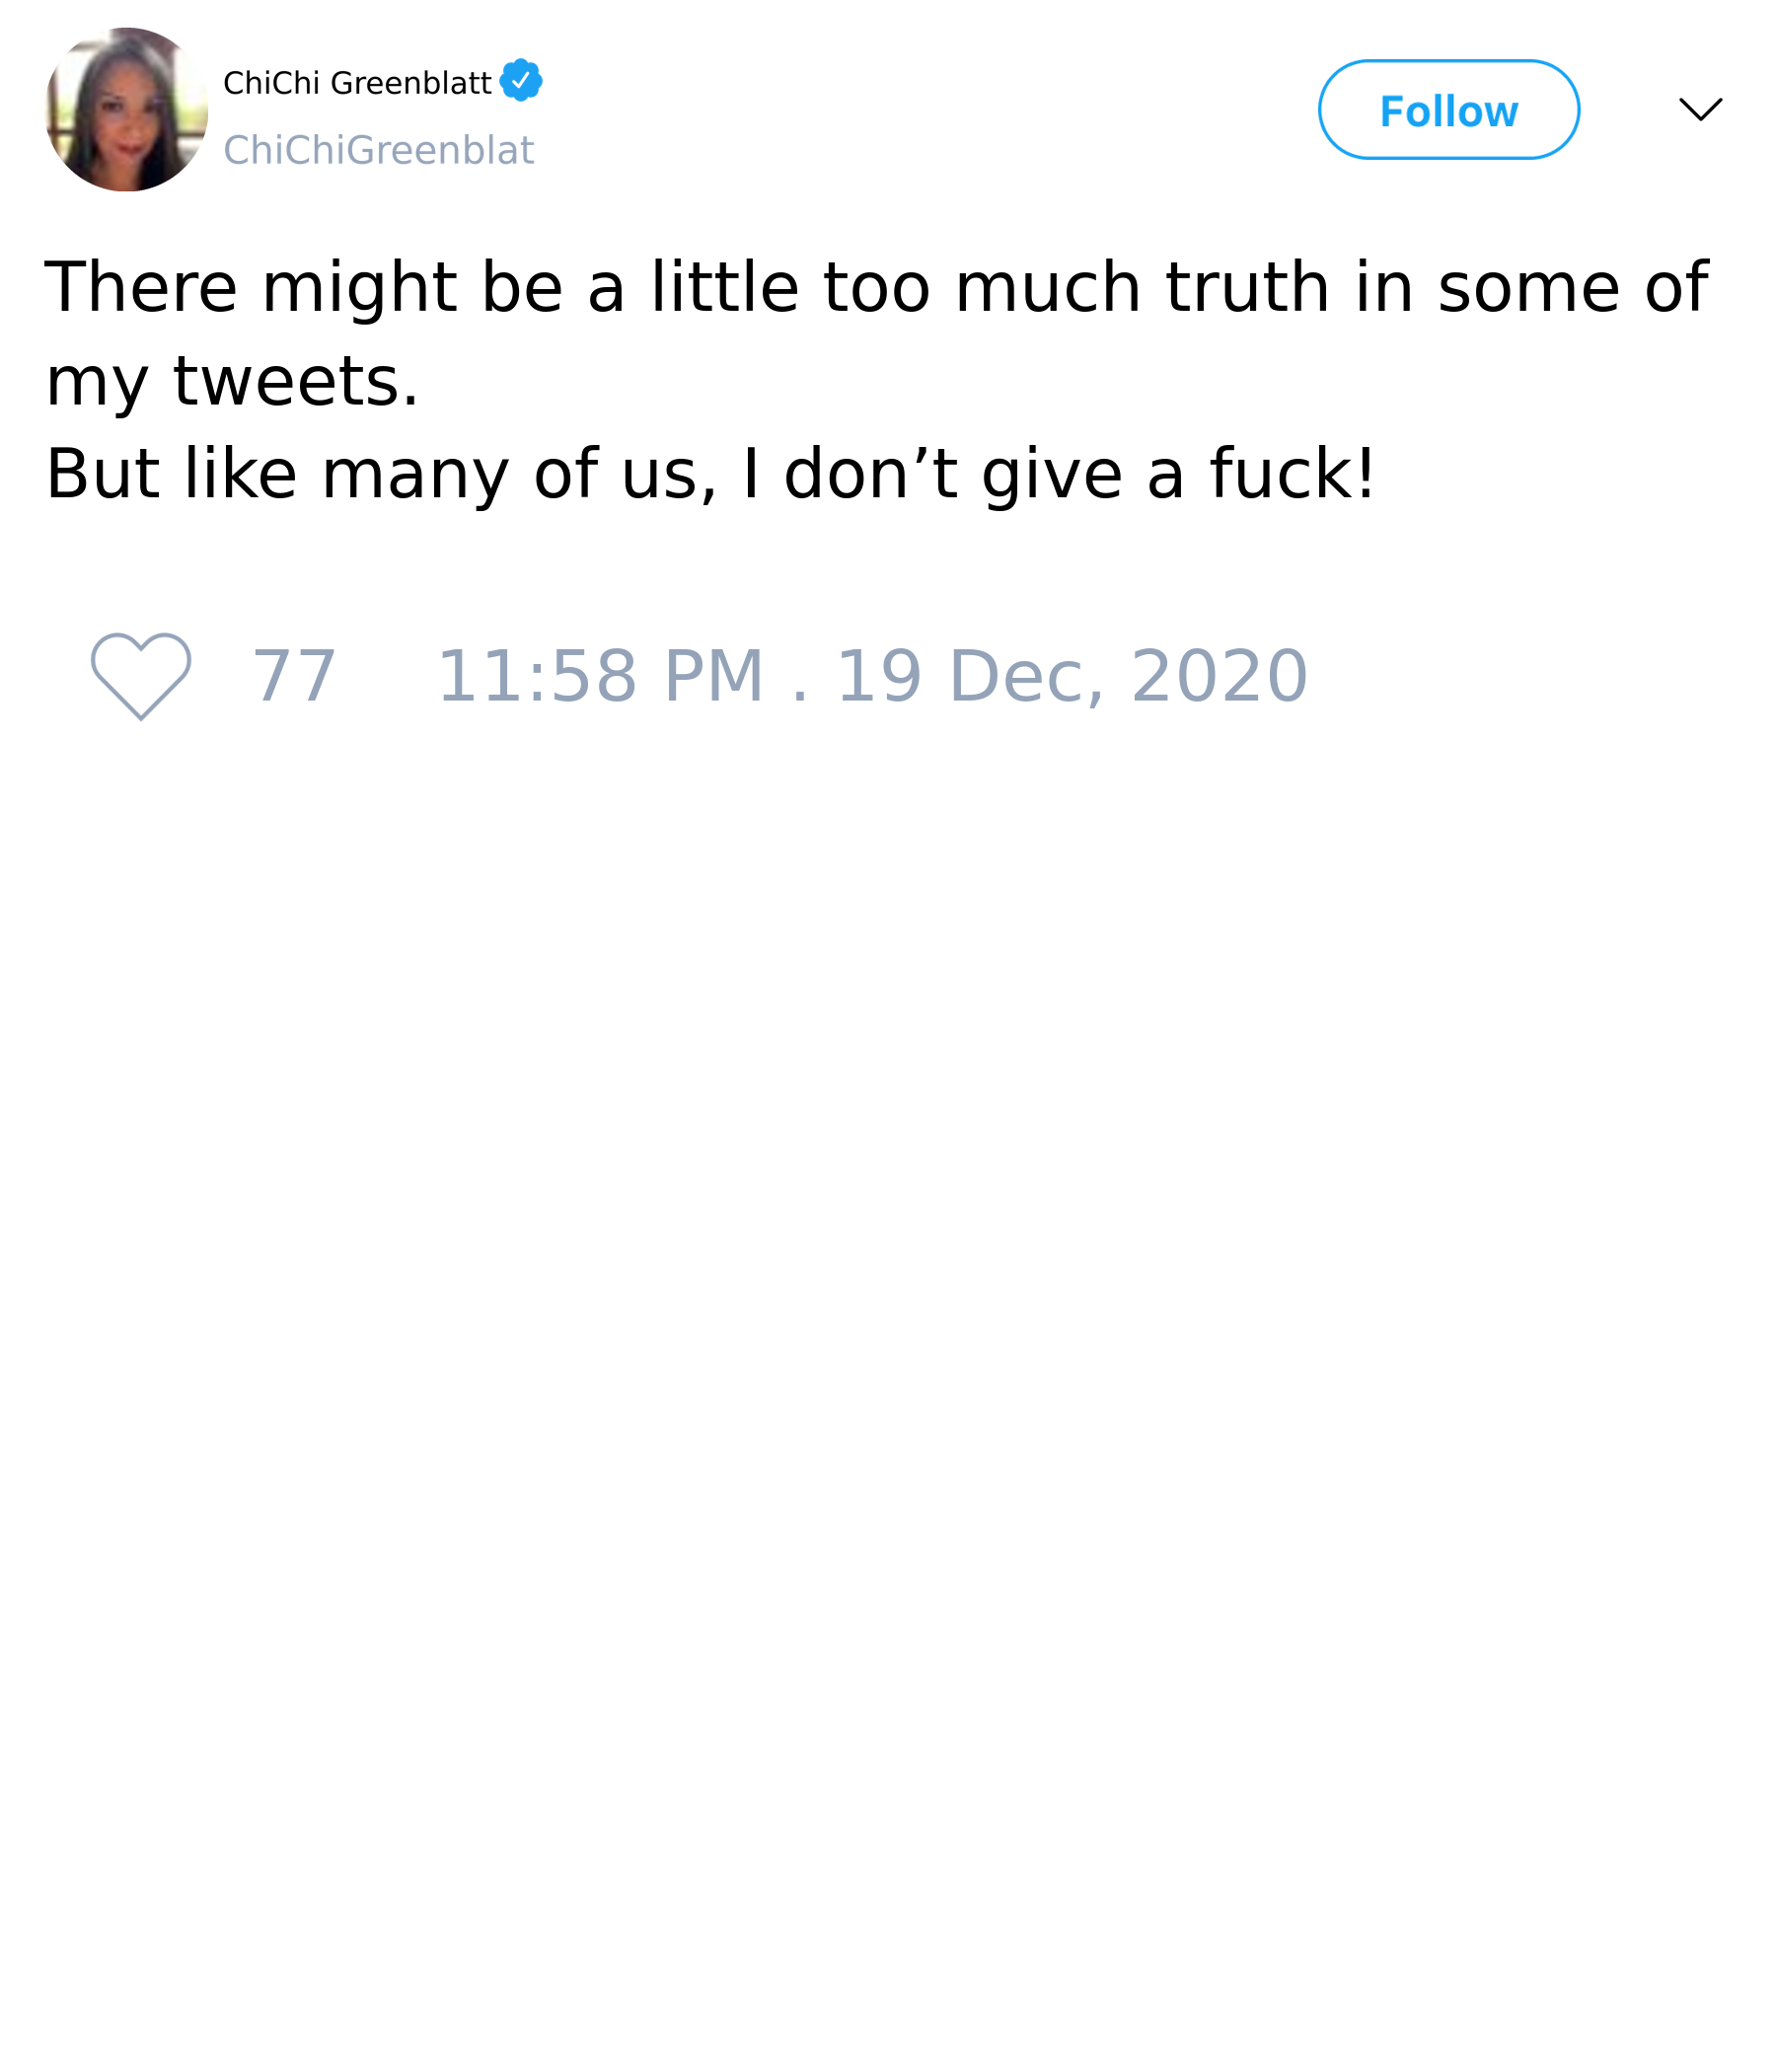 ChiChi Greenblatt
ChiChiGreenblat
Follow
There might be a little too much truth in some of
my tweets.
But like many of us, I don’t give a fuck!
77 11:58 PM . 19 Dec, 2020